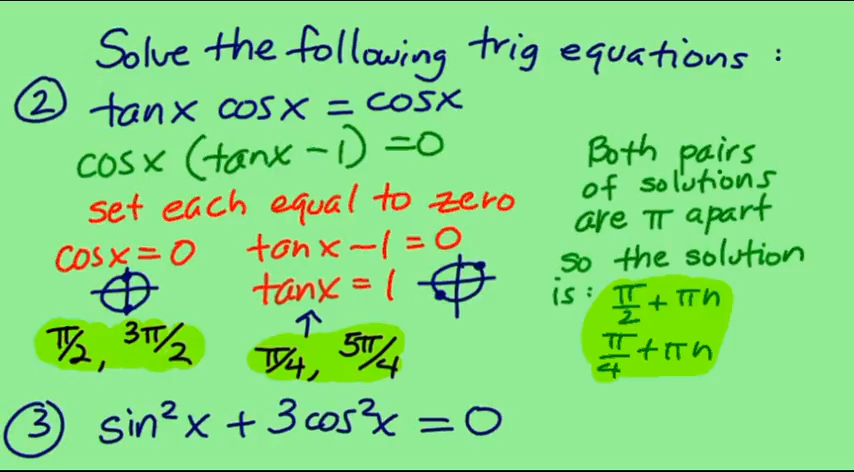 Solve the following trig equations :
② tanx cosx = cosx
cosx (tanx − 1) = 0
set each equal to zero
cosx = 0 tanx − 1 = 0
tanx = 1
π/2, 3π/2 π/4, 5π/4
Both pairs
of solutions
are π apart
so the solution
is: π/2 + πn
π/4 + πn
③ sin²x + 3cos²x = 0